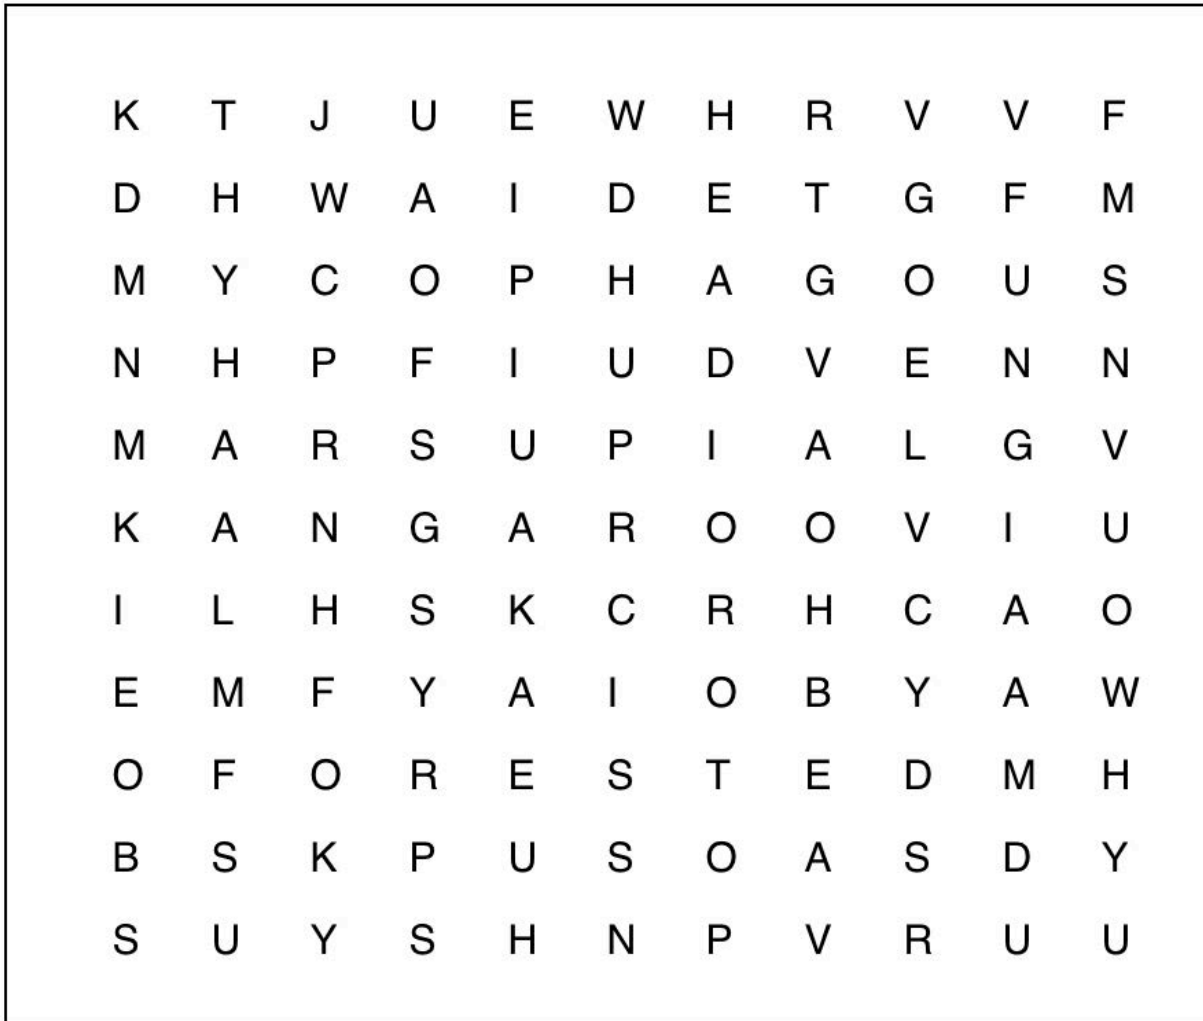 K T J U E W H R V V F
D H W A I D E T G F M
M Y C O P H A G O U S
N H P F I U D V E N N
M A R S U P I A L G V
K A N G A R O O V I U
I L H S K C R H C A O
E M F Y A I O B Y A W
O F O R E S T E D M H
B S K P U S O A S D Y
S U Y S H N P V R U U